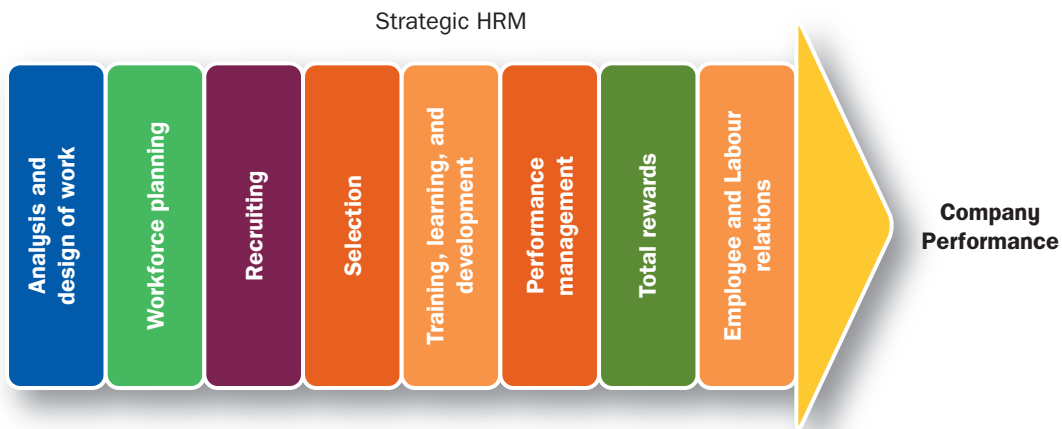 Strategic HRM
Analysis and
design of work
Workforce planning
Recruiting
Selection
Training, learning, and
development
Performance
management
Total rewards
Employee and Labour
relations
Company
Performance